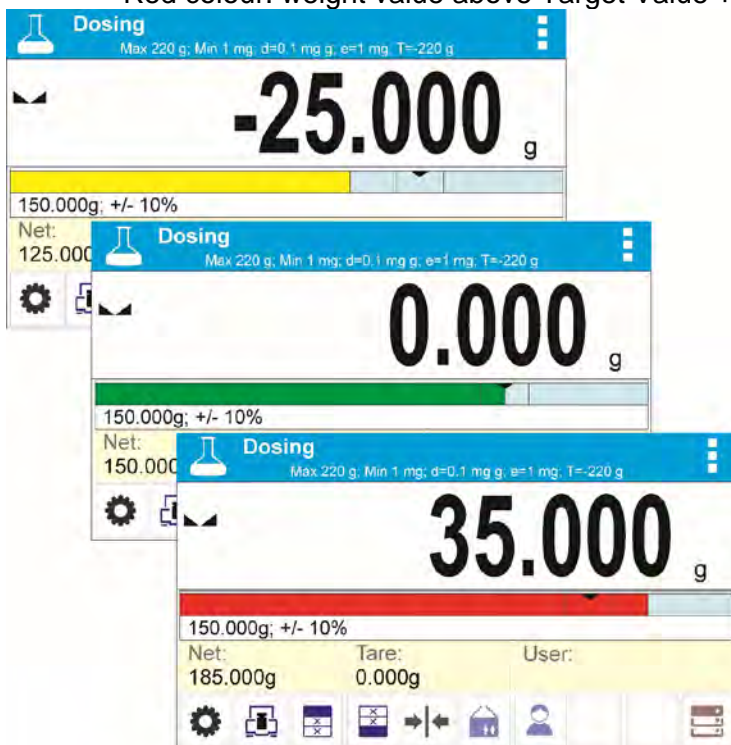 Red colour: weight value above Target Value +
Dosing
Max 220 g; Min 1 mg; d=0.1 mg g; e=1 mg; T=-220 g
-25.000 g
150.000g; +/- 10%
Net:
125.000
Dosing
Max 220 g; Min 1 mg; d=0.1 mg g; e=1 mg; T=-220 g
0.000 g
150.000g; +/- 10%
Net:
150.000
Dosing
Max 220 g; Min 1 mg; d=0.1 mg g; e=1 mg; T=-220 g
35.000 g
150.000g; +/- 10%
Net: Tare: User:
185.000g 0.000g